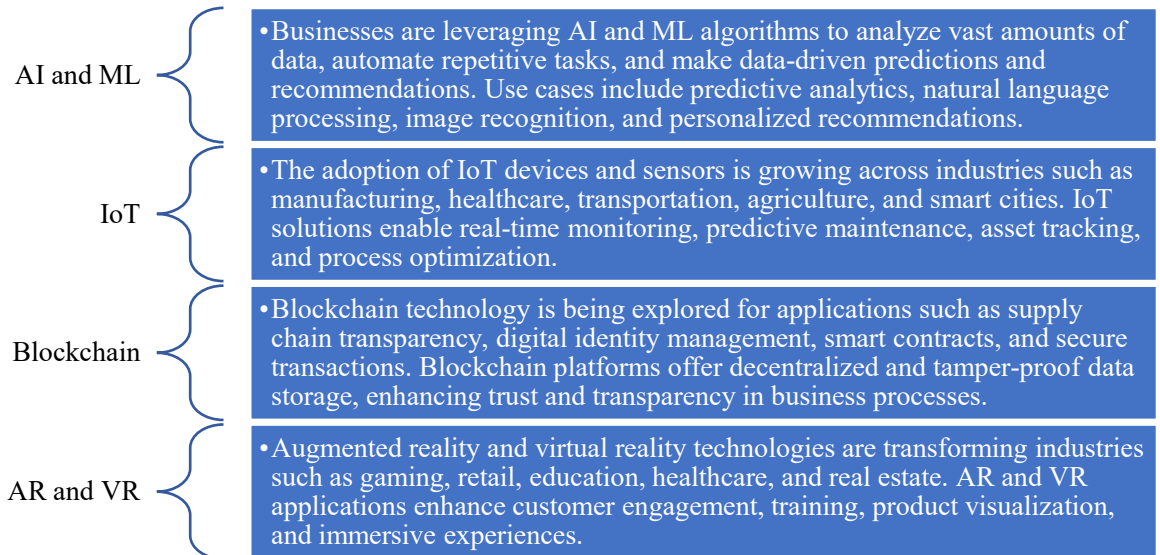 AI and ML
•Businesses are leveraging AI and ML algorithms to analyze vast amounts of
data, automate repetitive tasks, and make data-driven predictions and
recommendations. Use cases include predictive analytics, natural language
processing, image recognition, and personalized recommendations.
IoT
•The adoption of IoT devices and sensors is growing across industries such as
manufacturing, healthcare, transportation, agriculture, and smart cities. IoT
solutions enable real-time monitoring, predictive maintenance, asset tracking,
and process optimization.
Blockchain
•Blockchain technology is being explored for applications such as supply
chain transparency, digital identity management, smart contracts, and secure
transactions. Blockchain platforms offer decentralized and tamper-proof data
storage, enhancing trust and transparency in business processes.
AR and VR
•Augmented reality and virtual reality technologies are transforming industries
such as gaming, retail, education, healthcare, and real estate. AR and VR
applications enhance customer engagement, training, product visualization,
and immersive experiences.